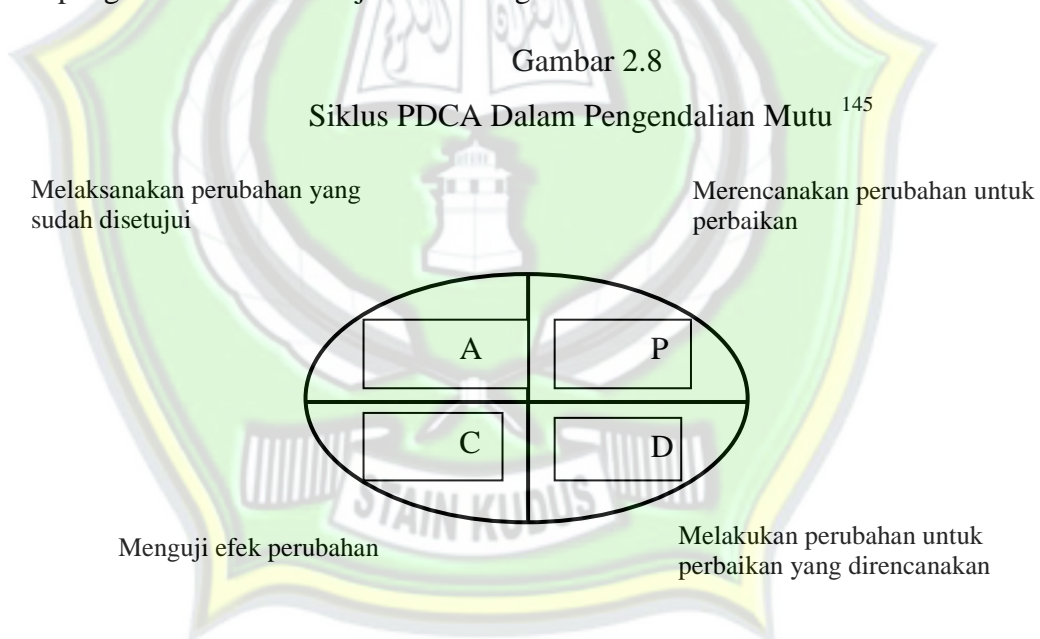 Gambar 2.8
Siklus PDCA Dalam Pengendalian Mutu 145
Melaksanakan perubahan yang
sudah disetujui
Merencanakan perubahan untuk
perbaikan
A
P
C
D
STAIN KUDUS
Menguji efek perubahan
Melakukan perubahan untuk
perbaikan yang direncanakan